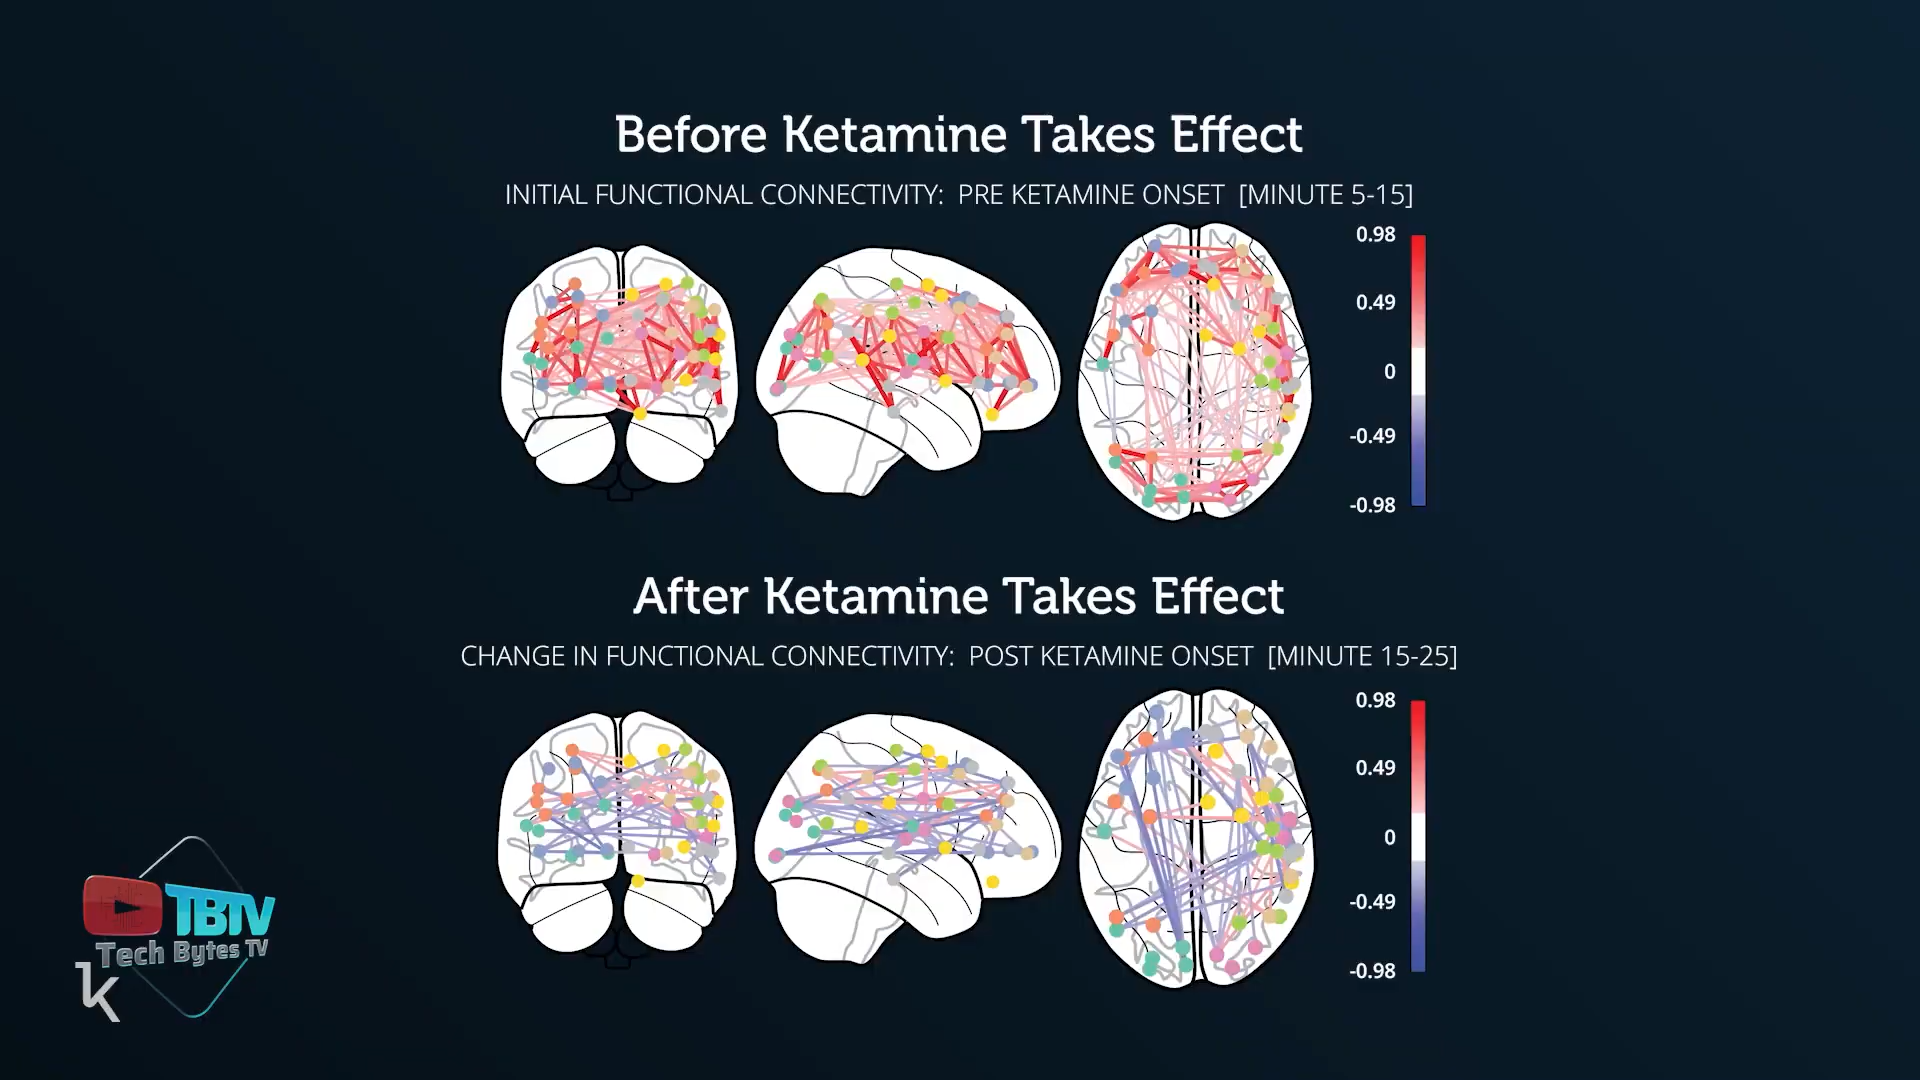 Before Ketamine Takes Effect
INITIAL FUNCTIONAL CONNECTIVITY: PRE KETAMINE ONSET [MINUTE 5-15]
0.98
0.49
0
-0.49
-0.98
After Ketamine Takes Effect
CHANGE IN FUNCTIONAL CONNECTIVITY: POST KETAMINE ONSET [MINUTE 15-25]
0.98
0.49
0
-0.49
-0.98
TBTV
Tech Bytes TV
k